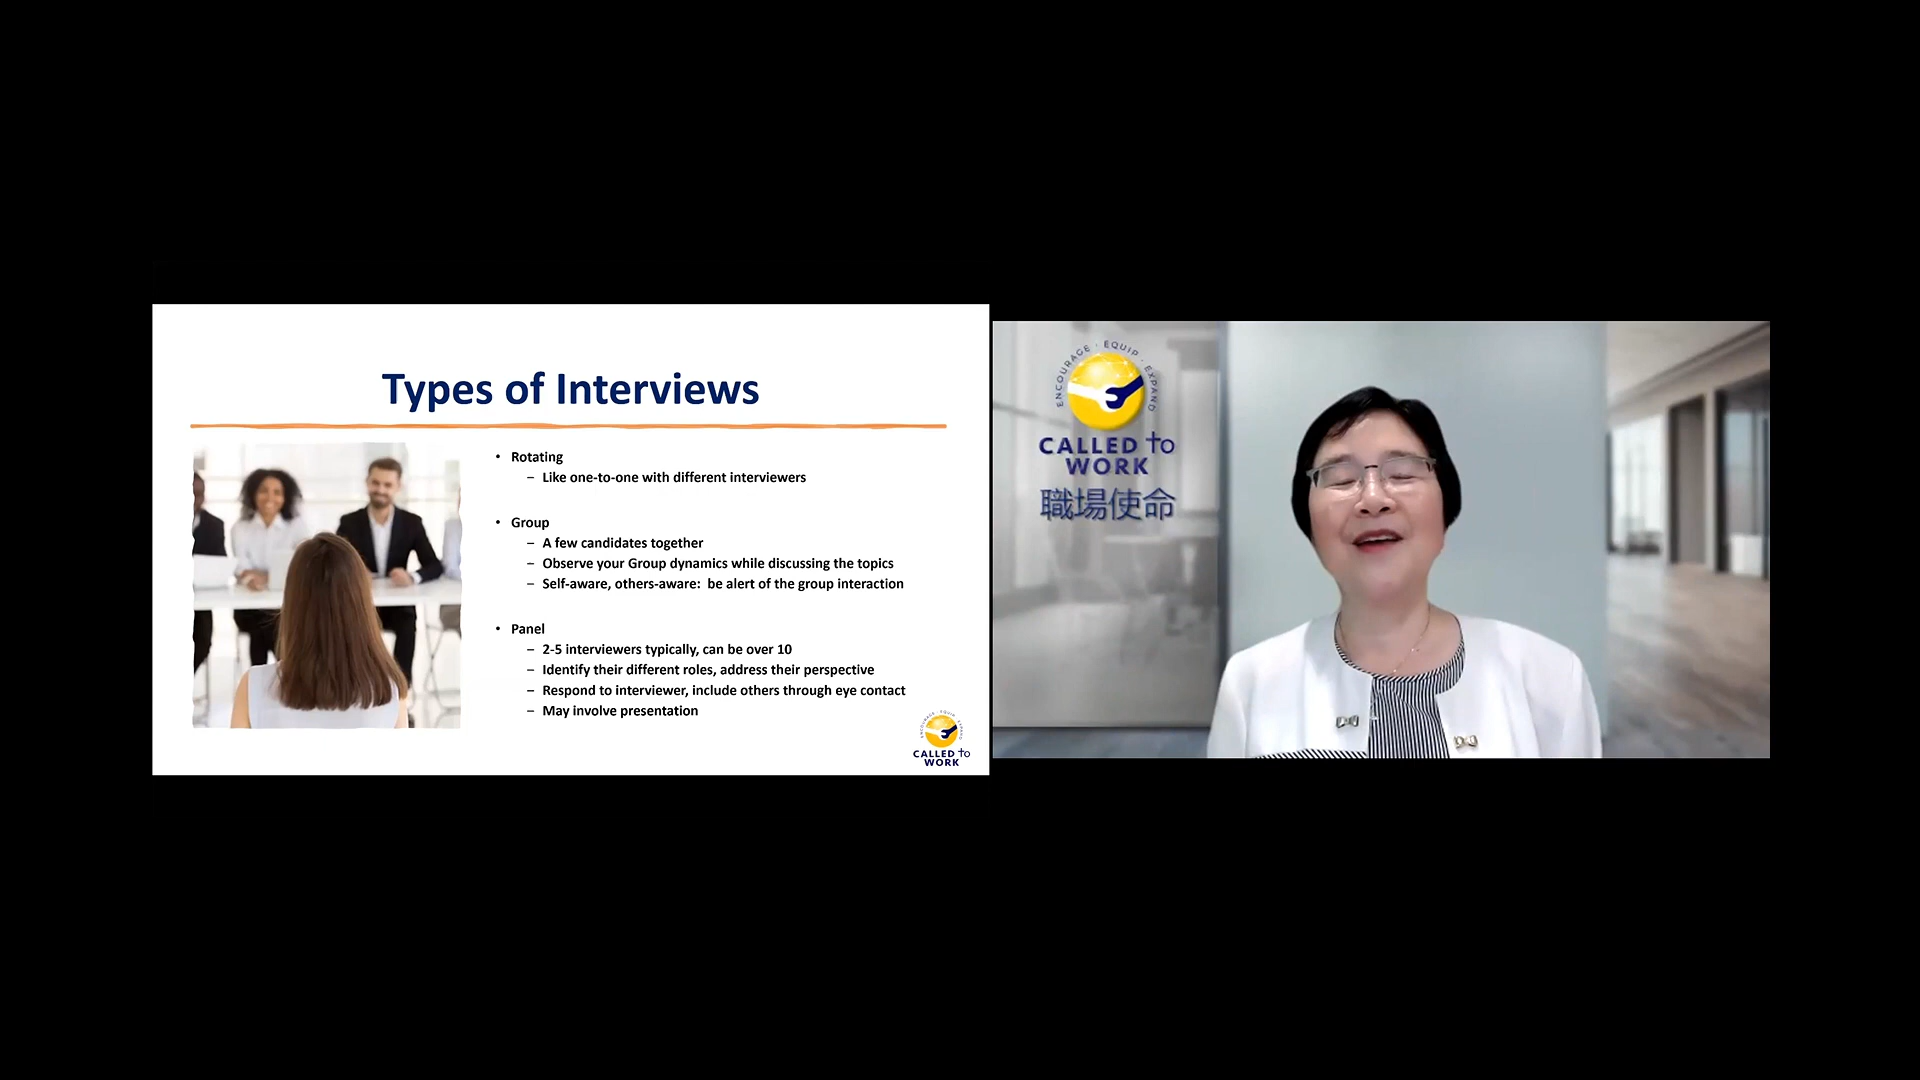 Types of Interviews
• Rotating
– Like one-to-one with different interviewers
• Group
– A few candidates together
– Observe your Group dynamics while discussing the topics
– Self-aware, others-aware:  be alert of the group interaction
• Panel
– 2-5 interviewers typically, can be over 10
– Identify their different roles, address their perspective
– Respond to interviewer, include others through eye contact
– May involve presentation
ENCOURAGE · EQUIP · EXPAND
CALLED to
WORK
ENCOURAGE · EQUIP · EXPAND
CALLED to
WORK
職場使命